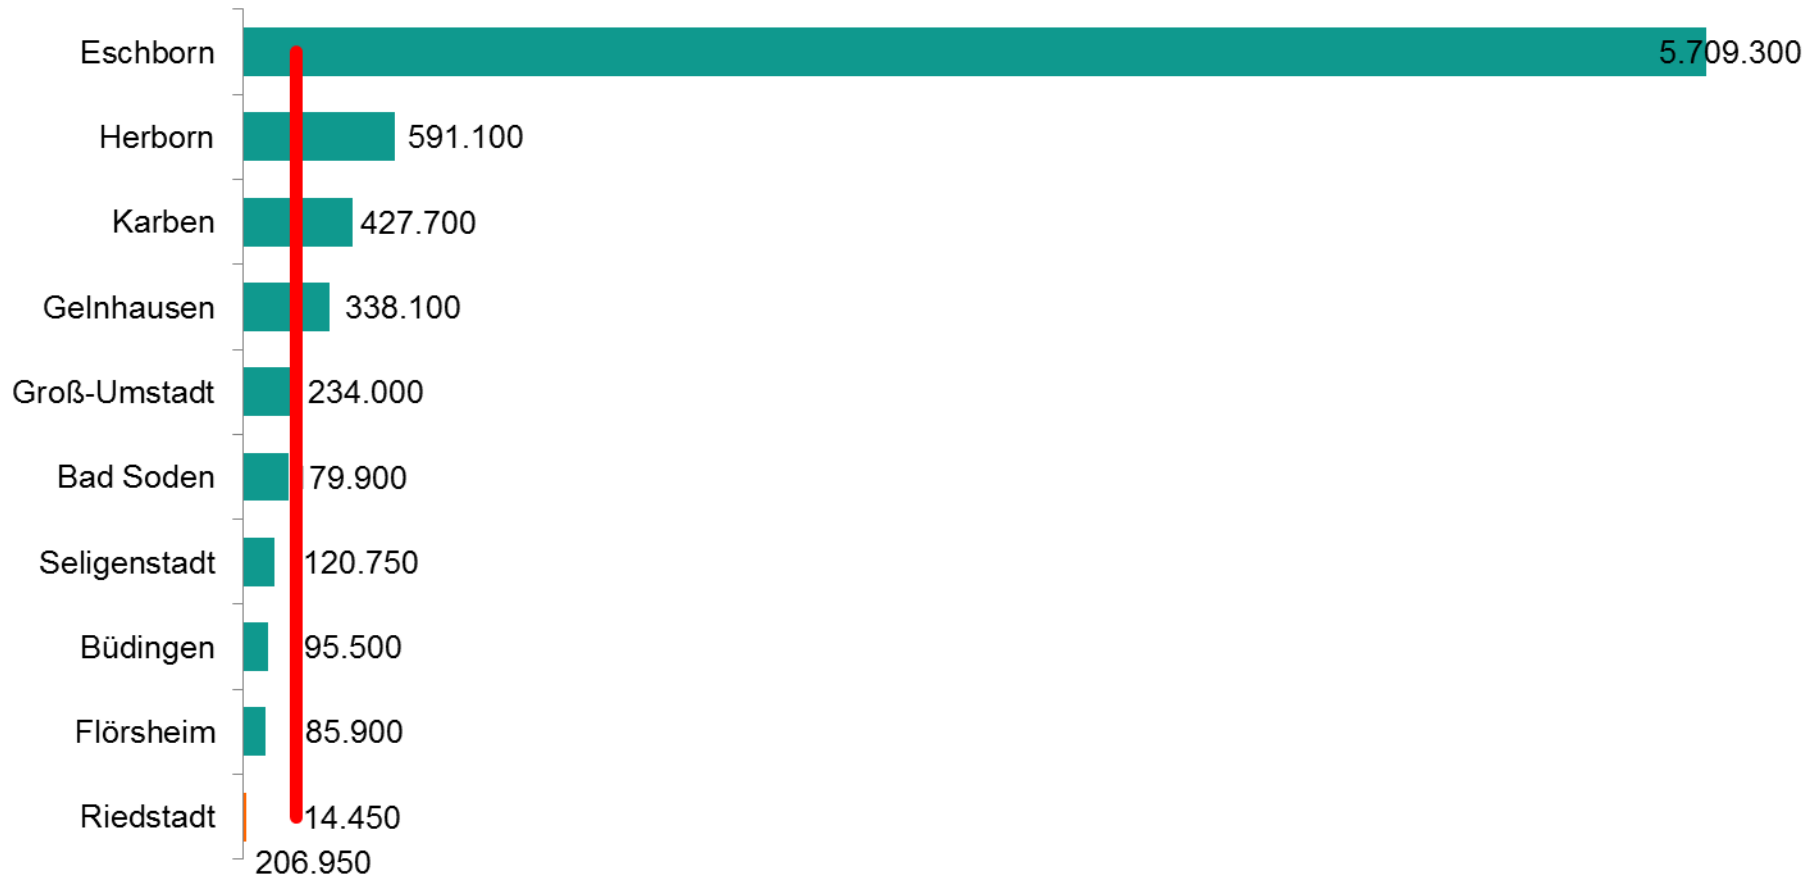 Eschborn 5.709.300
Herborn 591.100
Karben 427.700
Gelnhausen 338.100
Groß-Umstadt 234.000
Bad Soden 79.900
Seligenstadt 120.750
Büdingen 95.500
Flörsheim 85.900
Riedstadt 14.450
206.950